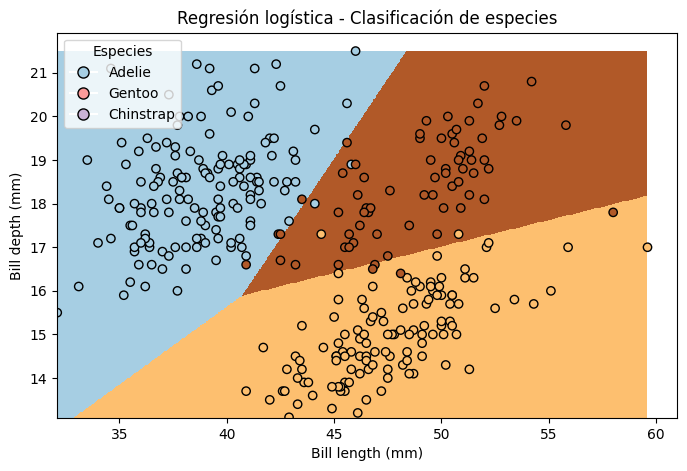 Regresión logística - Clasificación de especies
Especies
Adelie
Gentoo
Chinstrap
21
20
19
18
17
16
15
14
Bill depth (mm)
35
40
45
50
55
60
Bill length (mm)